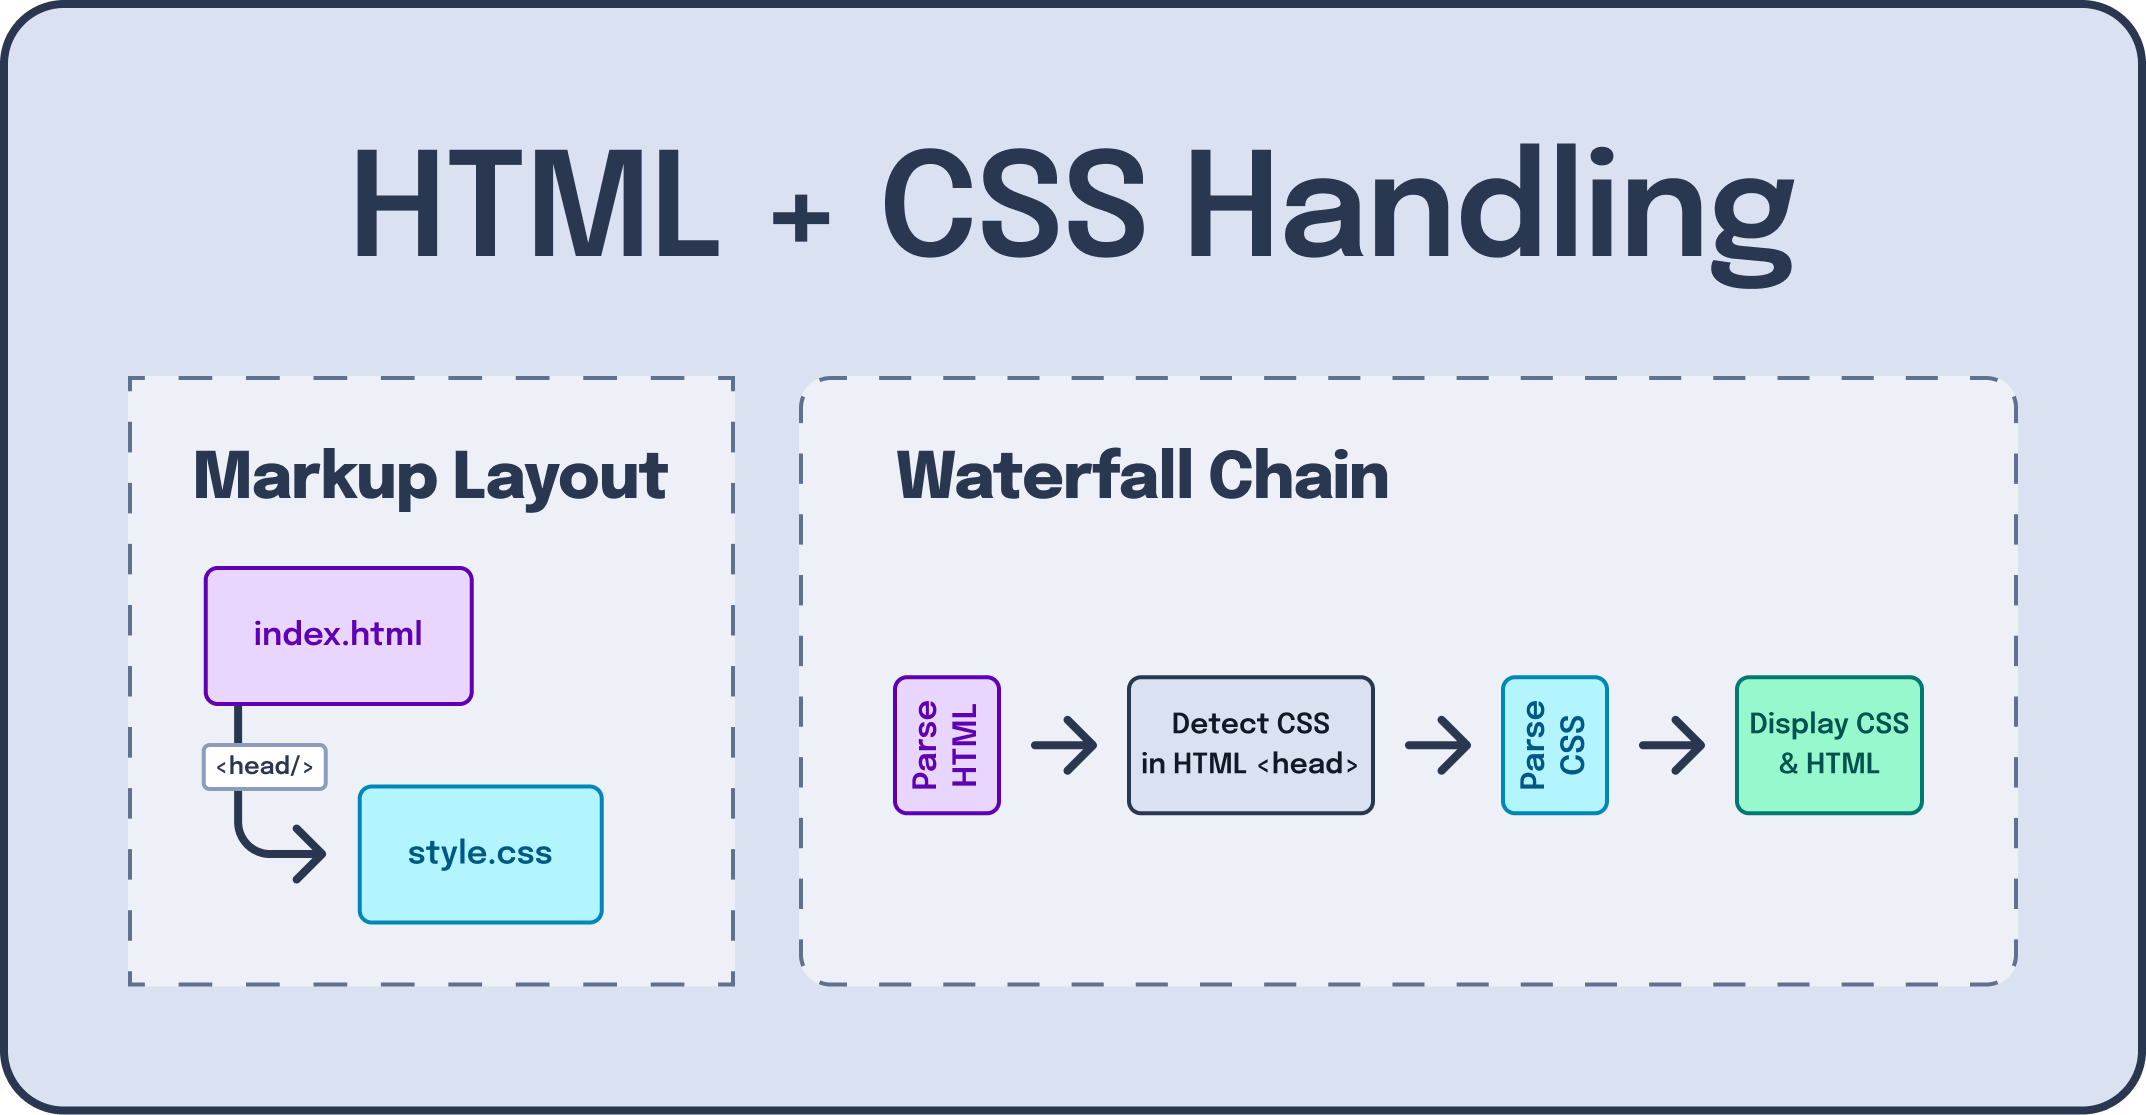 HTML + CSS Handling
Markup Layout
index.html
<head/>
style.css
Waterfall Chain
Parse
HTML
Detect CSS
in HTML <head>
Parse
CSS
Display CSS
& HTML